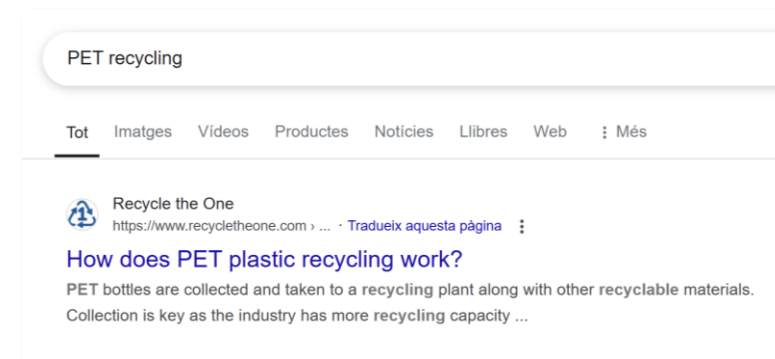 PET recycling
Tot Imatges Vídeos Productes Notícies Llibres Web Més
1
Recycle the One
https://www.recycletheone.com › ... · Tradueix aquesta pàgina
How does PET plastic recycling work?
PET bottles are collected and taken to a recycling plant along with other recyclable materials.
Collection is key as the industry has more recycling capacity ...